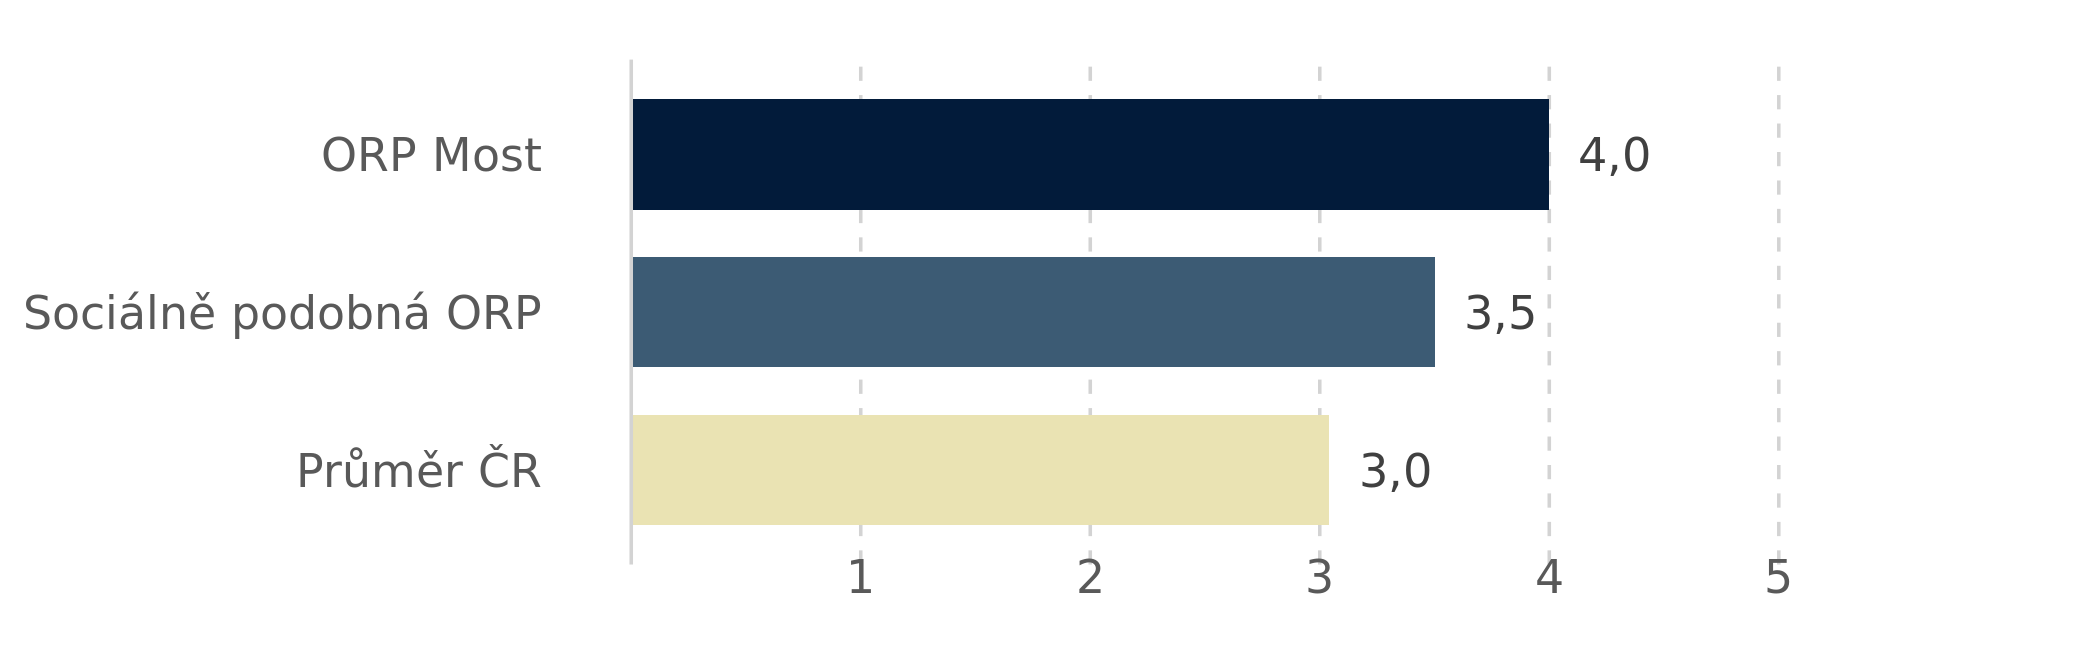 ORP Most
4,0
Sociálně podobná ORP
3,5
Průměr ČR
3,0
1 2 3 4 5